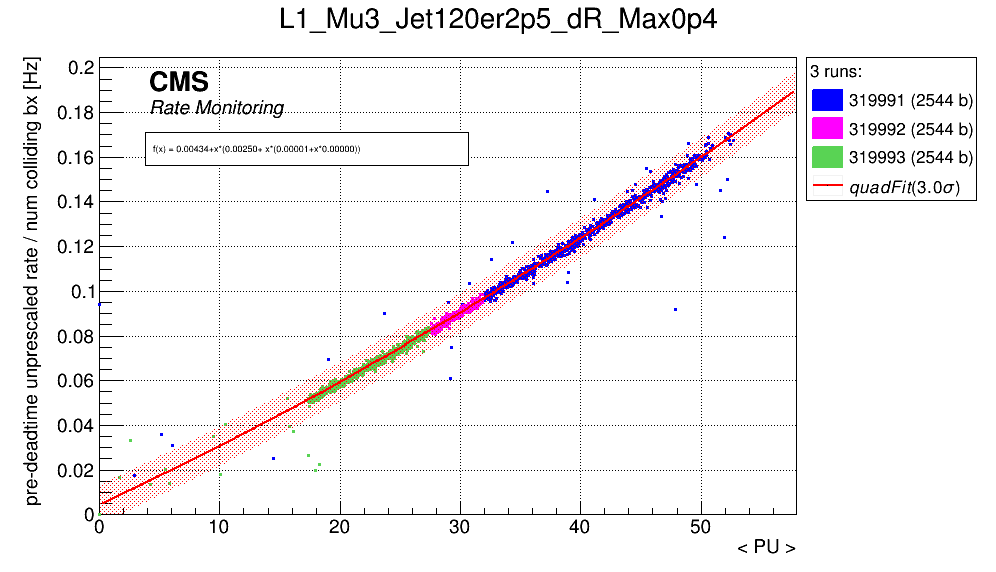 L1_Mu3_Jet120er2p5_dR_Max0p4
pre-deadtime unprescaled rate / num colliding bx [Hz]
0.2
0.18
0.16
0.14
0.12
0.1
0.08
0.06
0.04
0.02
0
CMS
Rate Monitoring
f(x) = 0.00434+x*(0.00250+ x*(0.00001+x*0.00000))
0 10 20 30 40 50
< PU >
3 runs:
319991 (2544 b)
319992 (2544 b)
319993 (2544 b)
quadFit(3.0σ)